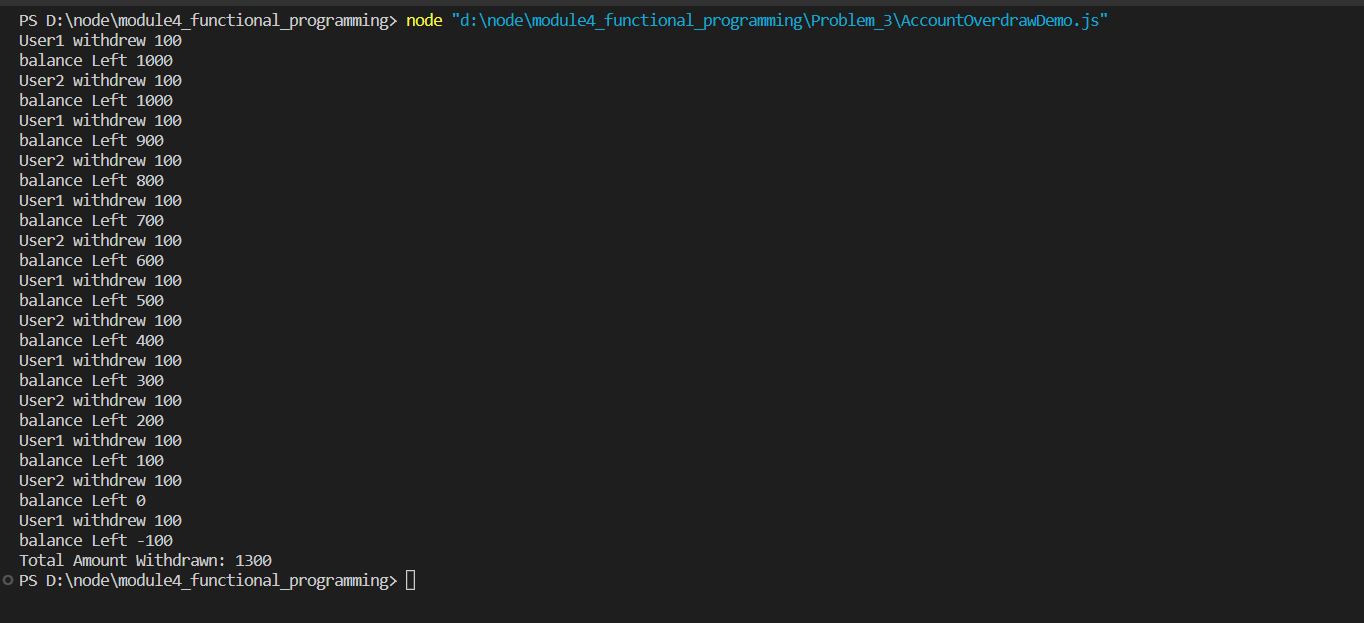 PS D:\node\module4_functional_programming> node "d:\node\module4_functional_programming\Problem_3\AccountOverdrawDemo.js"
User1 withdrew 100
balance Left 1000
User2 withdrew 100
balance Left 1000
User1 withdrew 100
balance Left 900
User2 withdrew 100
balance Left 800
User1 withdrew 100
balance Left 700
User2 withdrew 100
balance Left 600
User1 withdrew 100
balance Left 500
User2 withdrew 100
balance Left 400
User1 withdrew 100
balance Left 300
User2 withdrew 100
balance Left 200
User1 withdrew 100
balance Left 100
User2 withdrew 100
balance Left 0
User1 withdrew 100
balance Left -100
Total Amount Withdrawn: 1300
PS D:\node\module4_functional_programming>